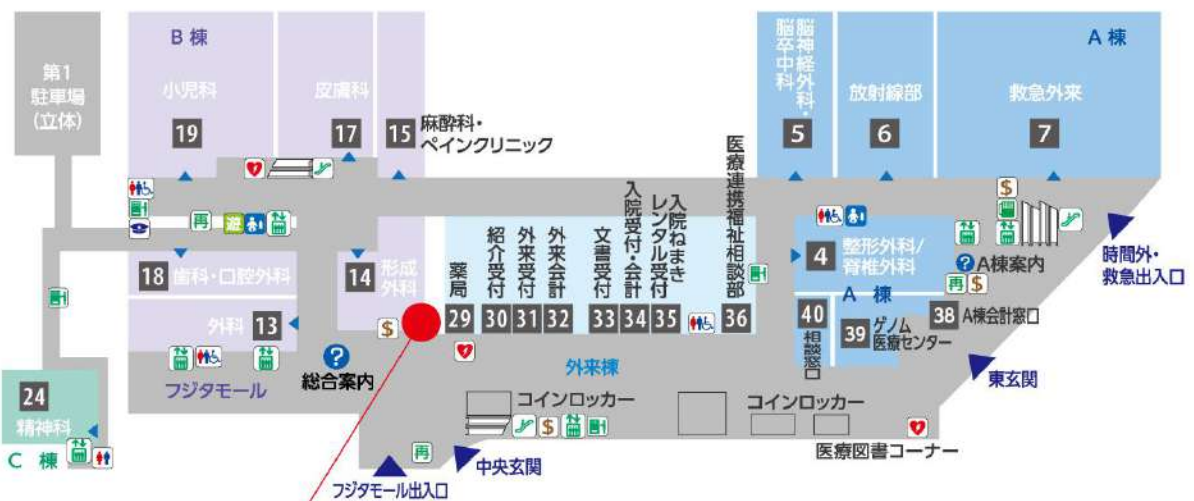 B棟
第1
駐車場
(立体)
小児科
19
皮膚科
17
15
麻酔科・
ペインクリニック
脳神経外科・
脳卒中科
5
放射線部
6
A棟
救急外来
7
再
遊
18
歯科・口腔外科
14
形成
外科
外科
13
$
?
総合案内
フジタモール
24
精神科
C棟
薬局
29
紹介受付
30
外来受付
31
外来会計
32
文書受付
33
入院受付・会計
34
入院ねまき
レンタル受付
35
医療連携福祉相談部
36
4
整形外科/
脊椎外科
A棟
40
相談窓口
39
ゲノム
医療センター
38
A棟会計窓口
$
?
A棟案内
再
$
時間外・
救急出入口
東玄関
外来棟
コインロッカー
$
コインロッカー
医療図書コーナー
再
中央玄関
フジタモール出入口